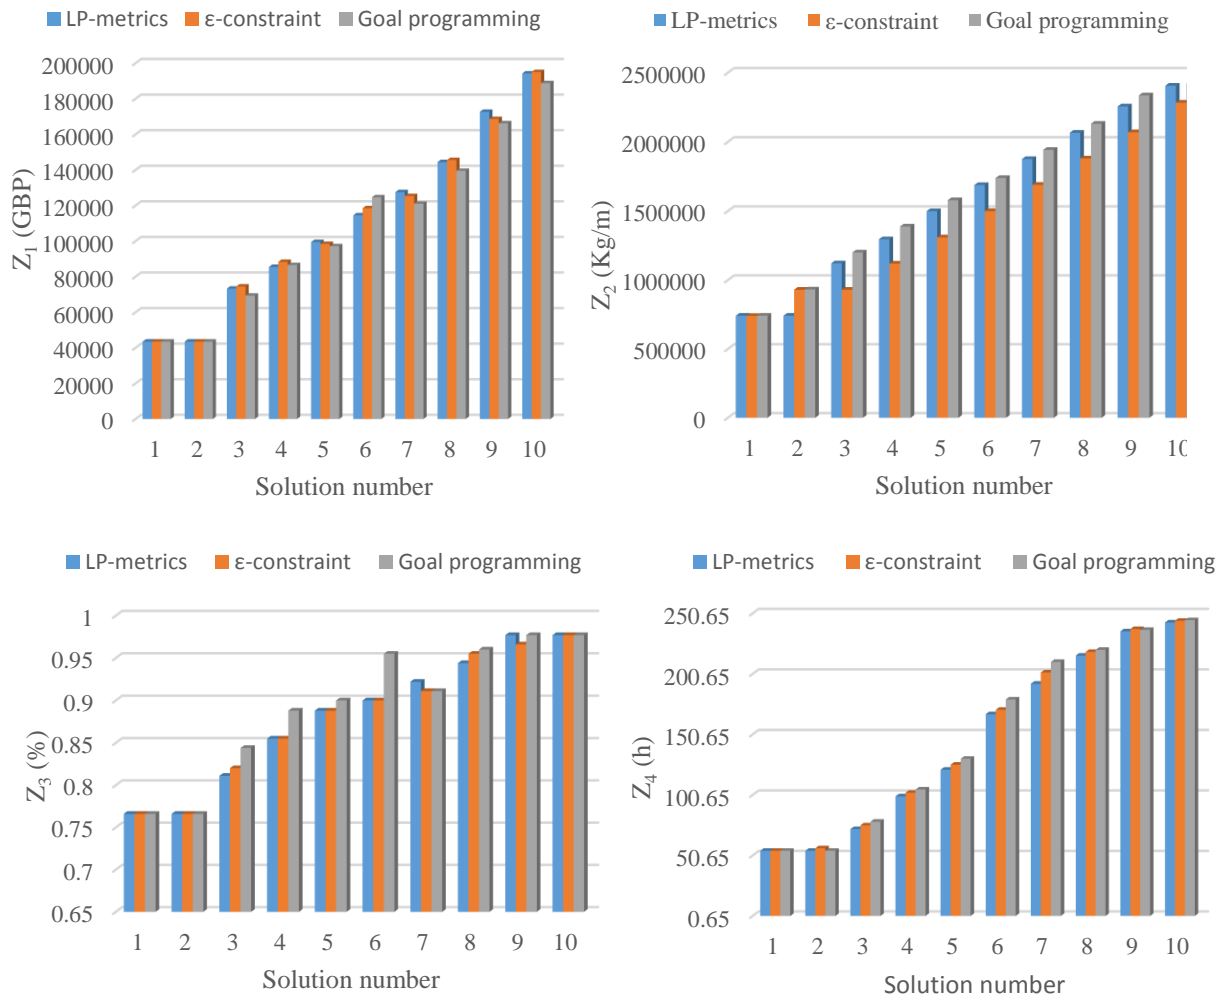 LP-metrics ε-constraint Goal programming
200000
180000
160000
140000
120000
100000
80000
60000
40000
20000
0
Z1 (GBP)
1 2 3 4 5 6 7 8 9 10
Solution number
LP-metrics ε-constraint Goal programming
2500000
2000000
1500000
1000000
500000
0
Z2 (Kg/m)
1 2 3 4 5 6 7 8 9 10
Solution number
LP-metrics ε-constraint Goal programming
1
0.95
0.9
0.85
0.8
0.75
0.7
0.65
Z3 (%)
1 2 3 4 5 6 7 8 9 10
Solution number
LP-metrics ε-constraint Goal programming
250.65
200.65
150.65
100.65
50.65
0.65
Z4 (h)
1 2 3 4 5 6 7 8 9 10
Solution number